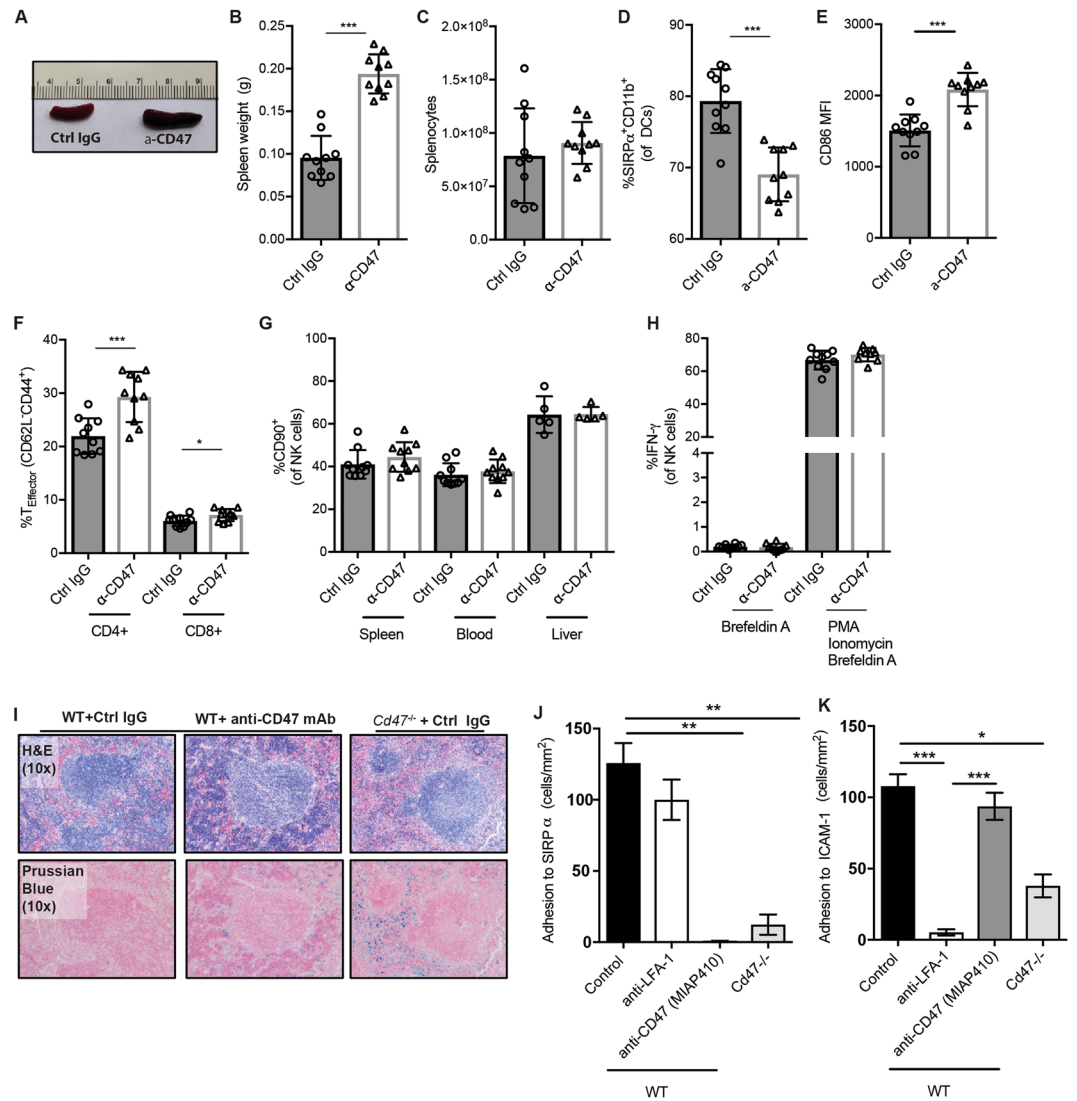 A
4 5 6 7 8 9
Ctrl IgG
a-CD47
B
Spleen weight (g)
0.25
0.20
0.15
0.10
0.05
0.00
***
Ctrl IgG
α-CD47
C
Splenocytes
2.0×10⁸
1.5×10⁸
1.0×10⁸
5.0×10⁷
0.0
Ctrl IgG
α-CD47
D
%SIRPα⁺CD11b⁺
(of DCs)
90
80
70
60
***
Ctrl IgG
a-CD47
E
CD86 MFI
3000
2000
1000
0
***
Ctrl IgG
a-CD47
F
%T_Effector (CD62L⁻CD44⁺)
40
30
20
10
0
***
*
Ctrl IgG
α-CD47
Ctrl IgG
α-CD47
CD4+
CD8+
G
%CD90⁺
(of NK cells)
100
80
60
40
20
0
Ctrl IgG
α-CD47
Ctrl IgG
α-CD47
Ctrl IgG
α-CD47
Spleen
Blood
Liver
H
%IFN-γ
(of NK cells)
80
60
40
20
4
3
2
1
0
Ctrl IgG
α-CD47
Ctrl IgG
α-CD47
Brefeldin A
PMA
Ionomycin
Brefeldin A
I
WT+Ctrl IgG
WT+ anti-CD47 mAb
Cd47⁻/⁻ + Ctrl IgG
H&E
(10x)
Prussian
Blue
(10x)
J
Adhesion to SIRP α (cells/mm²)
150
100
50
0
**
**
Control
anti-LFA-1
anti-CD47 (MIAP410)
Cd47-/-
WT
K
Adhesion to ICAM-1 (cells/mm²)
150
100
50
0
*
***
***
Control
anti-LFA-1
anti-CD47 (MIAP410)
Cd47-/-
WT